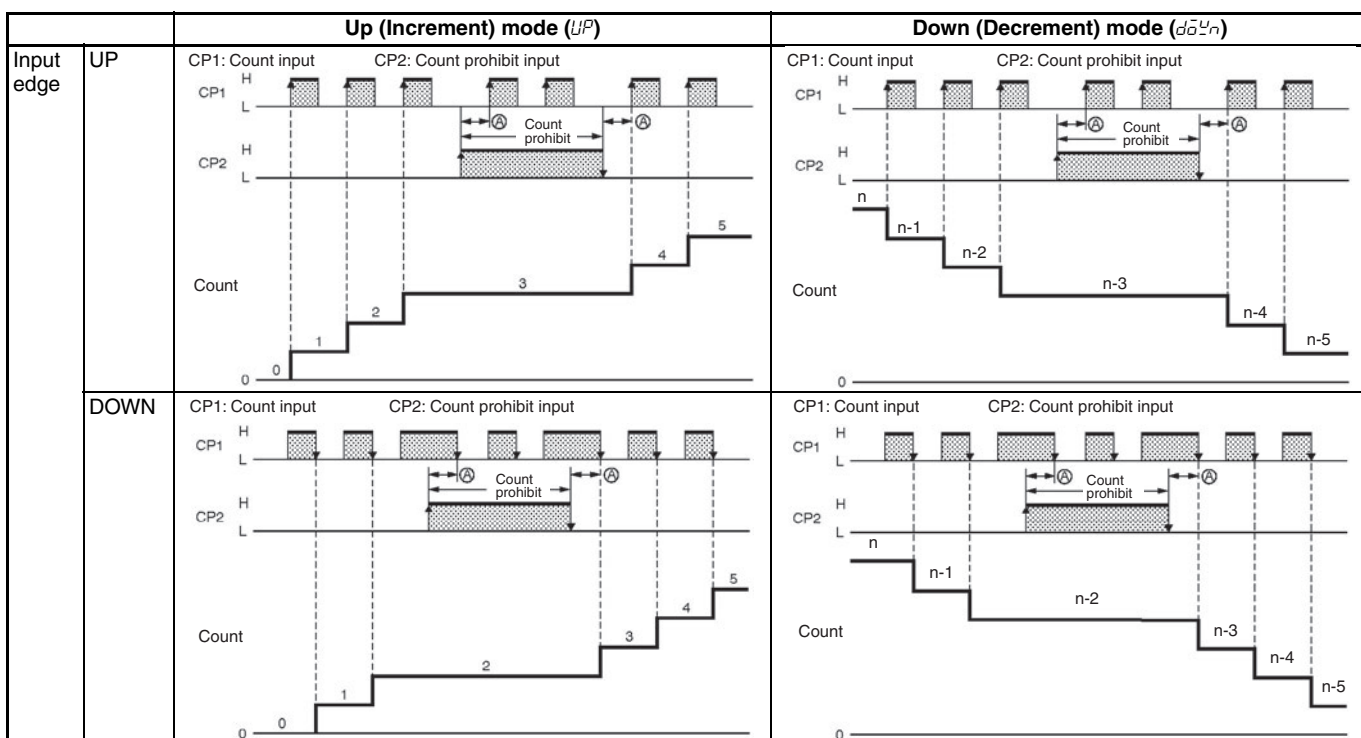 Up (Increment) mode (UP)
Down (Decrement) mode (doWn)
Input edge
UP
CP1: Count input
CP2: Count prohibit input
CP1
H
L
A
Count prohibit
A
CP2
H
L
Count
0
0
1
2
3
4
5
CP1: Count input
CP2: Count prohibit input
CP1
H
L
A
Count prohibit
A
CP2
H
L
n
n-1
n-2
n-3
n-4
n-5
Count
0
DOWN
CP1: Count input
CP2: Count prohibit input
CP1
H
L
A
Count prohibit
A
CP2
H
L
Count
0
0
1
2
3
4
5
CP1: Count input
CP2: Count prohibit input
CP1
H
L
A
Count prohibit
A
CP2
H
L
n
n-1
n-2
n-3
n-4
n-5
Count
0